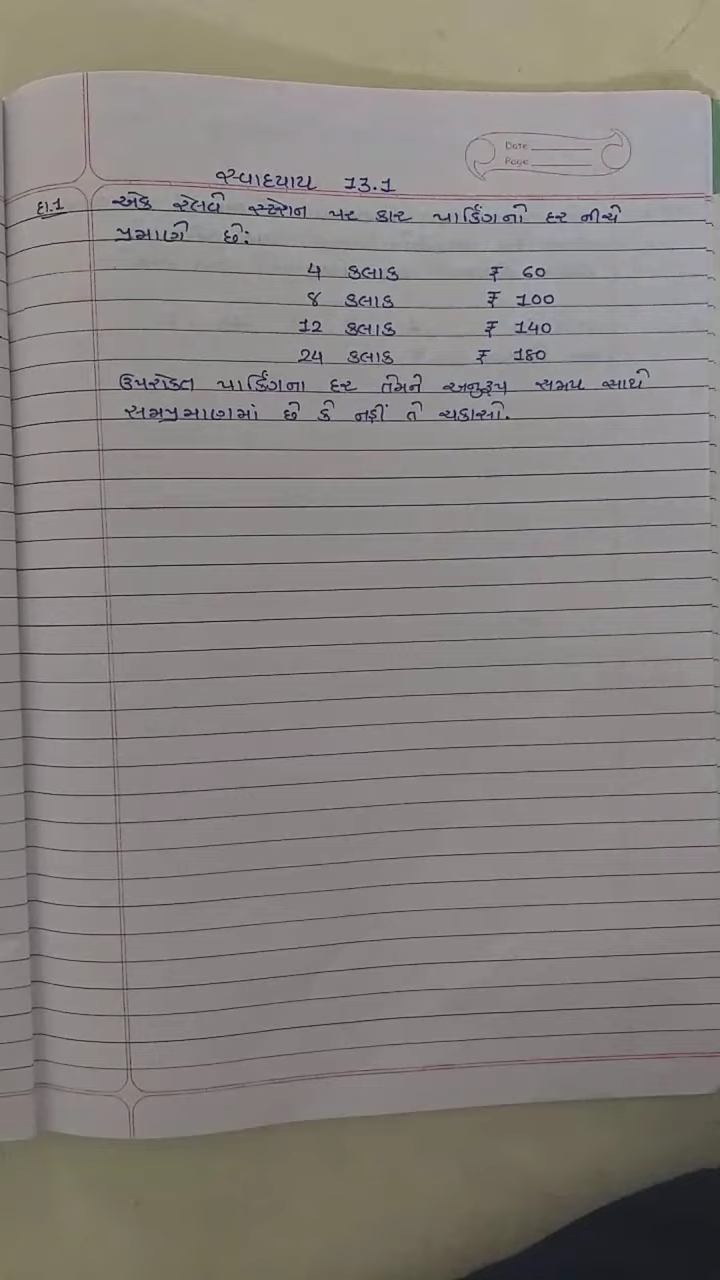 Date
Page
સ્વાધ્યાય 13.1
દા.1 એક રેલવે સ્ટેશન પર કાર પાર્કિંગનો દર નીચે
પ્રમાણે છે:
4 કલાક ₹ 60
8 કલાક ₹ 100
12 કલાક ₹ 140
24 કલાક ₹ 180
ઉપરોક્ત પાર્કિંગના દર તેમને અનુરૂપ સમય સાથે
સમપ્રમાણમાં છે કે નહીં તે ચકાસો.